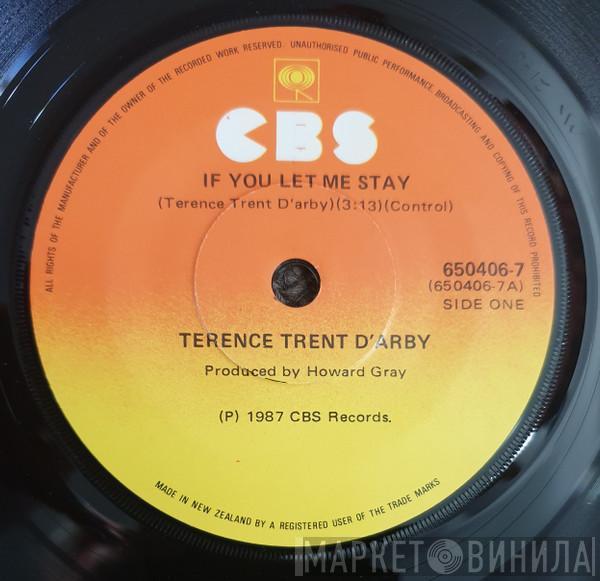 ALL RIGHTS OF THE MANUFACTURER AND OF THE OWNER OF THE RECORDED WORK RESERVED. UNAUTHORISED PUBLIC PERFORMANCE, BROADCASTING AND COPYING OF THIS RECORD PROHIBITED
CBS
IF YOU LET ME STAY
(Terence Trent D'arby)(3:13)(Control)
650406-7
(650406-7A)
SIDE ONE
TERENCE TRENT D'ARBY
Produced by Howard Gray
(P) 1987 CBS Records.
MADE IN NEW ZEALAND BY A REGISTERED USER OF THE TRADE MARKS
МАРКЕТ ВИНИЛА